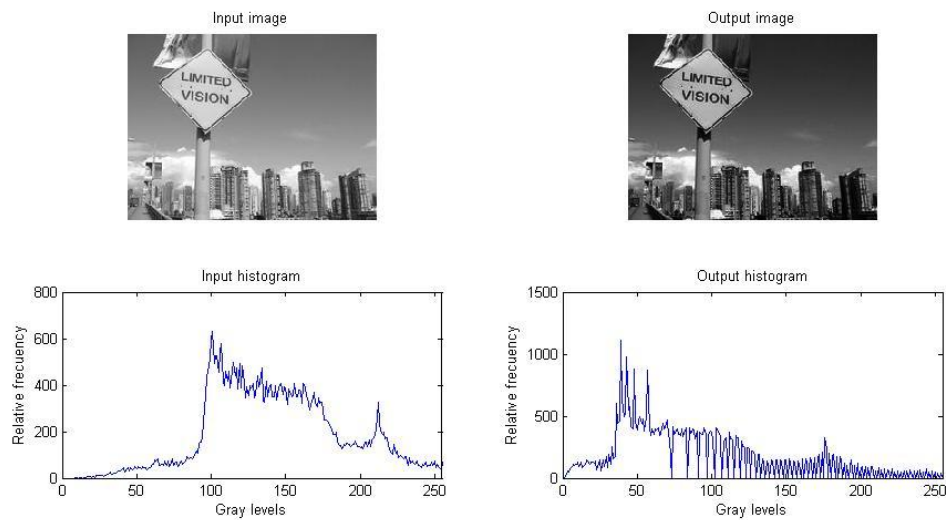 Input image
LIMITED
VISION
Output image
LIMITED
VISION
Input histogram
800
600
400
200
0
Relative frecuency
0 50 100 150 200 250
Gray levels
Output histogram
1500
1000
500
0
Relative frecuency
0 50 100 150 200 250
Gray levels